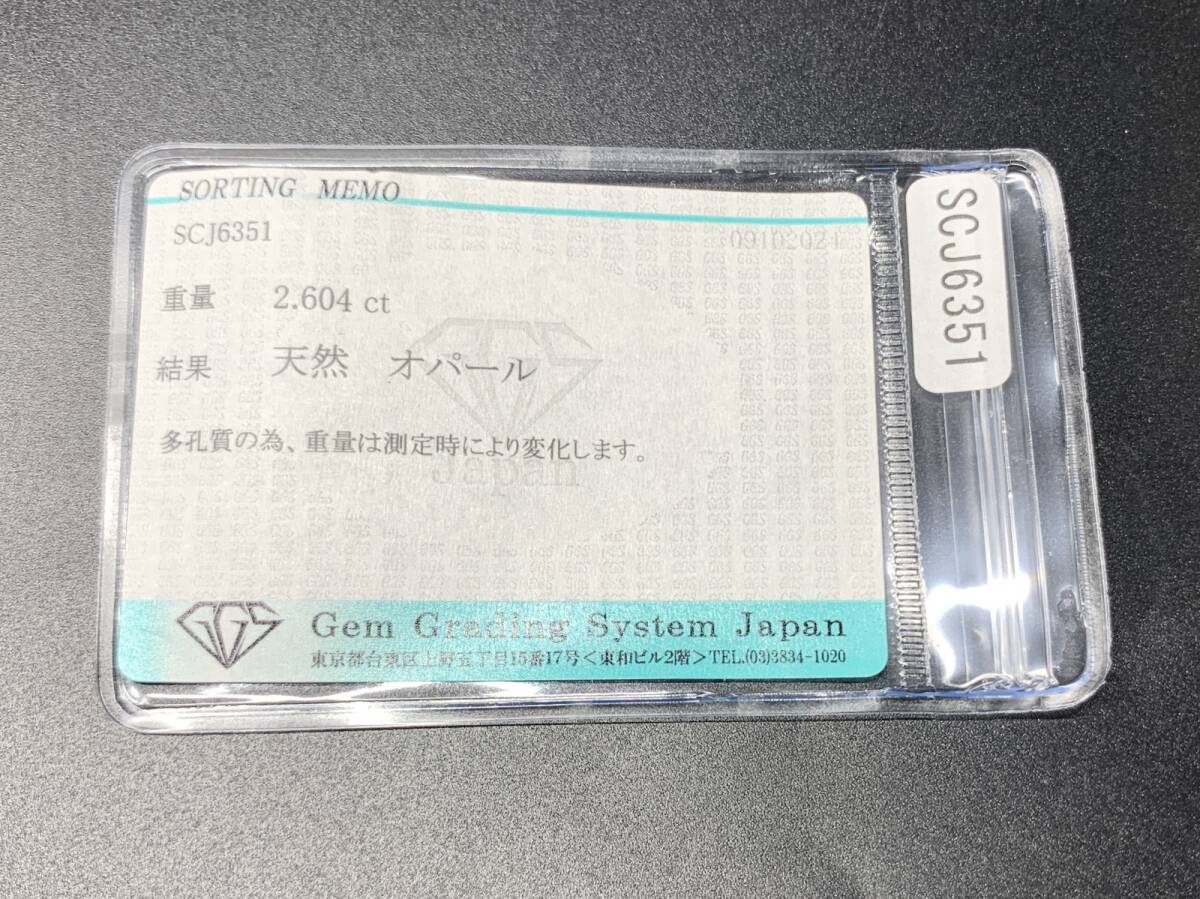 SORTING MEMO
SCJ6351 09102024
重量 2.604 ct
結果 天然 オパール
多孔質の為、重量は測定時により変化します。
GGS
Japan
Gem Grading System Japan
東京都台東区上野五丁目15番17号＜東和ビル2階＞TEL.(03)3834-1020
SCJ6351